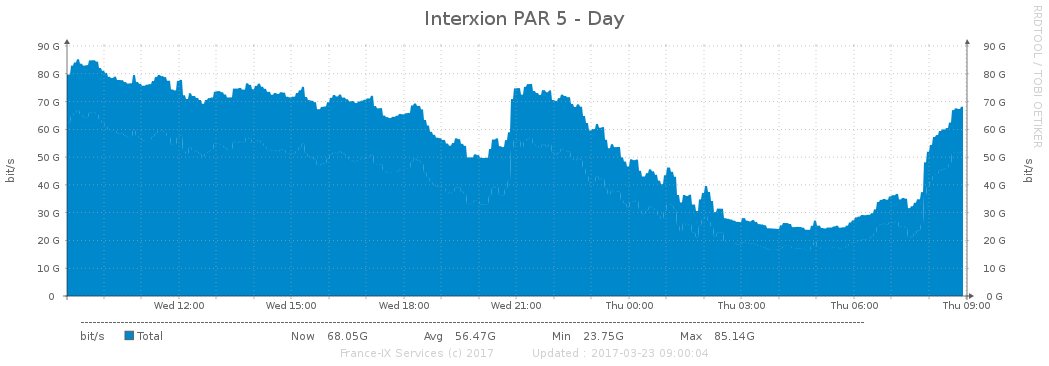 Interxion PAR 5 - Day
RRDTOOL / TOBI OETIKER
90 G 90 G
80 G 80 G
70 G 70 G
60 G 60 G
50 G 50 G
40 G 40 G
30 G 30 G
20 G 20 G
10 G 10 G
0 0 G
bit/s
bit/s
Wed 12:00 Wed 15:00 Wed 18:00 Wed 21:00 Thu 00:00 Thu 03:00 Thu 06:00 Thu 09:00
bit/s Total Now 68.05G Avg 56.47G Min 23.75G Max 85.14G
France-IX Services (c) 2017 Updated : 2017-03-23 09:00:04